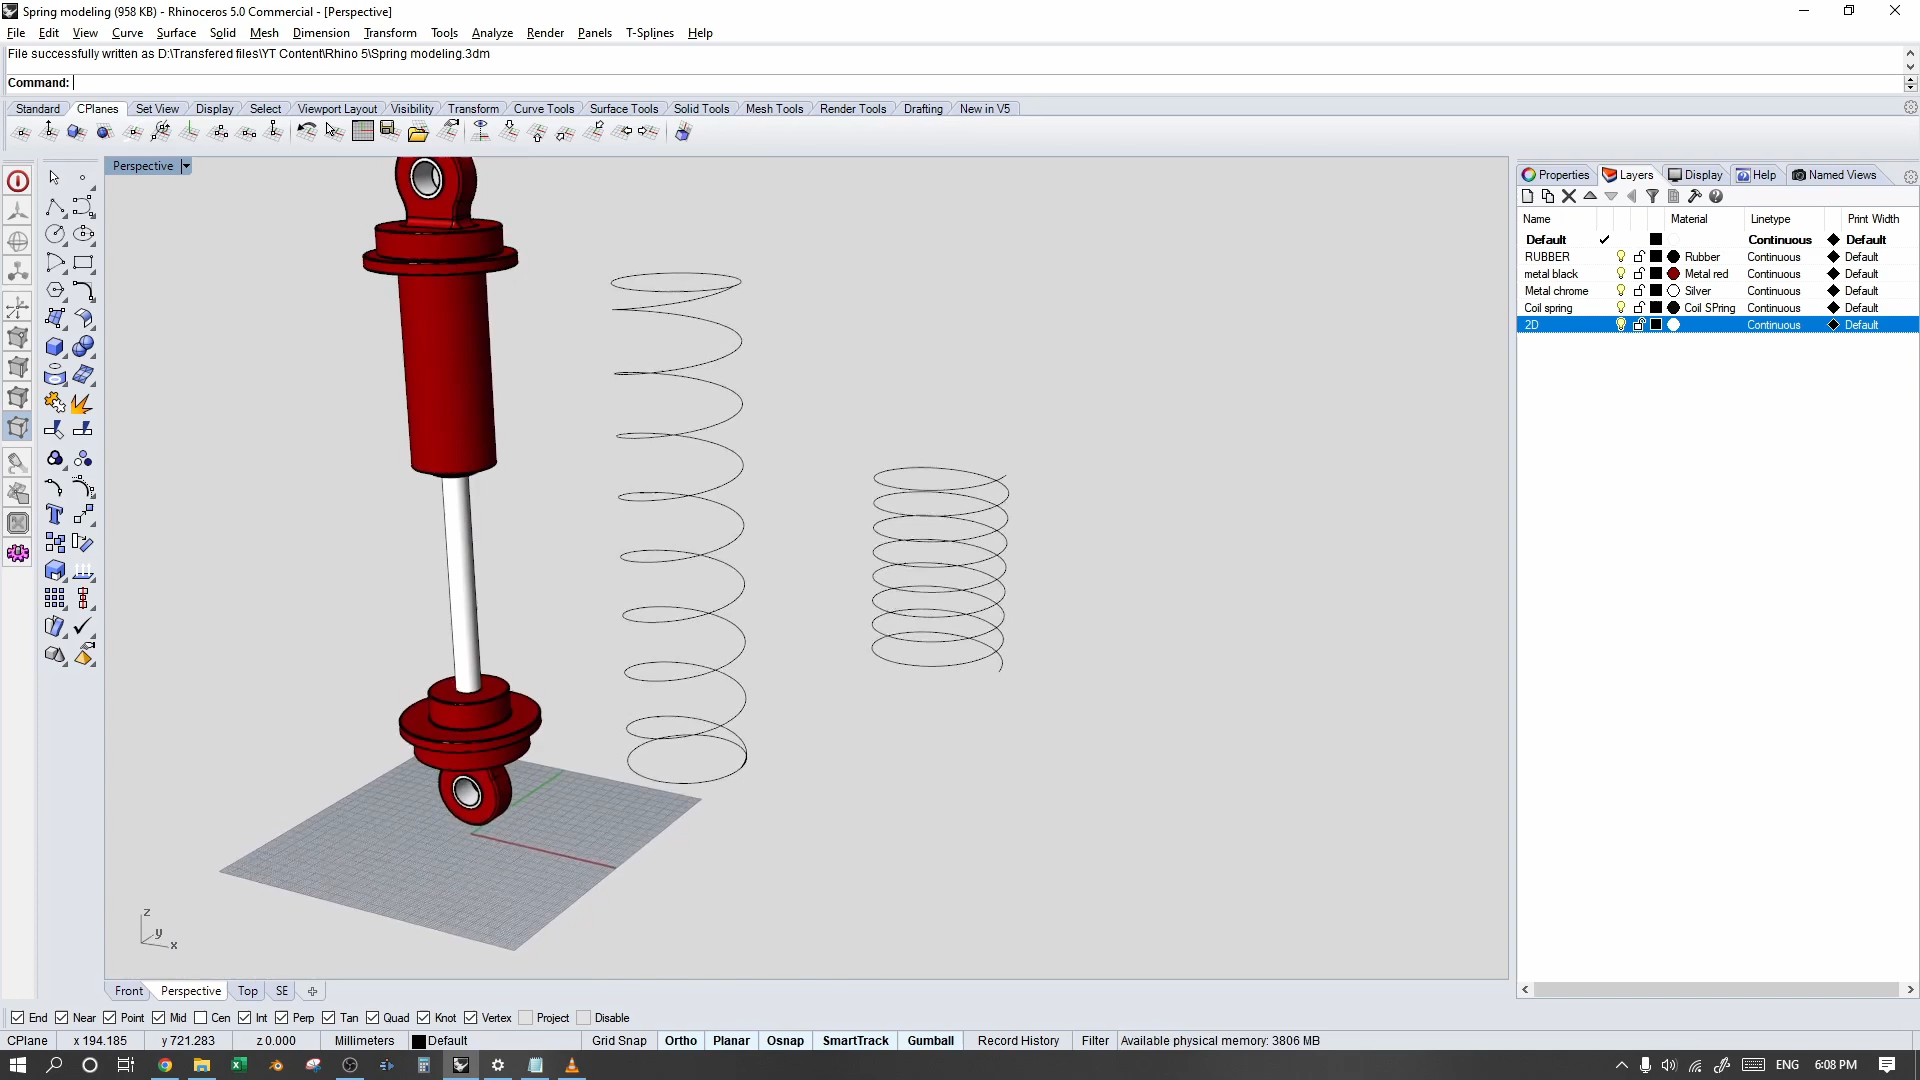 Spring modeling (958 KB) - Rhinoceros 5.0 Commercial - [Perspective]
File Edit View Curve Surface Solid Mesh Dimension Transform Tools Analyze Render Panels T-Splines Help
File successfully written as D:\Transfered files\YT Content\Rhino 5\Spring modeling.3dm
Command:
Standard CPlanes Set View Display Select Viewport Layout Visibility Transform Curve Tools Surface Tools Solid Tools Mesh Tools Render Tools Drafting New in V5
Perspective
Properties Layers Display Help Named Views
Name Material Linetype Print Width
Default Continuous Default
RUBBER Rubber Continuous Default
metal black Metal red Continuous Default
Metal chrome Silver Continuous Default
Coil spring Coil SPring Continuous Default
2D Continuous Default
z
y
x
Front Perspective Top SE
End Near Point Mid Cen Int Perp Tan Quad Knot Vertex Project Disable
CPlane x 194.185 y 721.283 z 0.000 Millimeters Default Grid Snap Ortho Planar Osnap SmartTrack Gumball Record History Filter Available physical memory: 3806 MB
ENG 6:08 PM